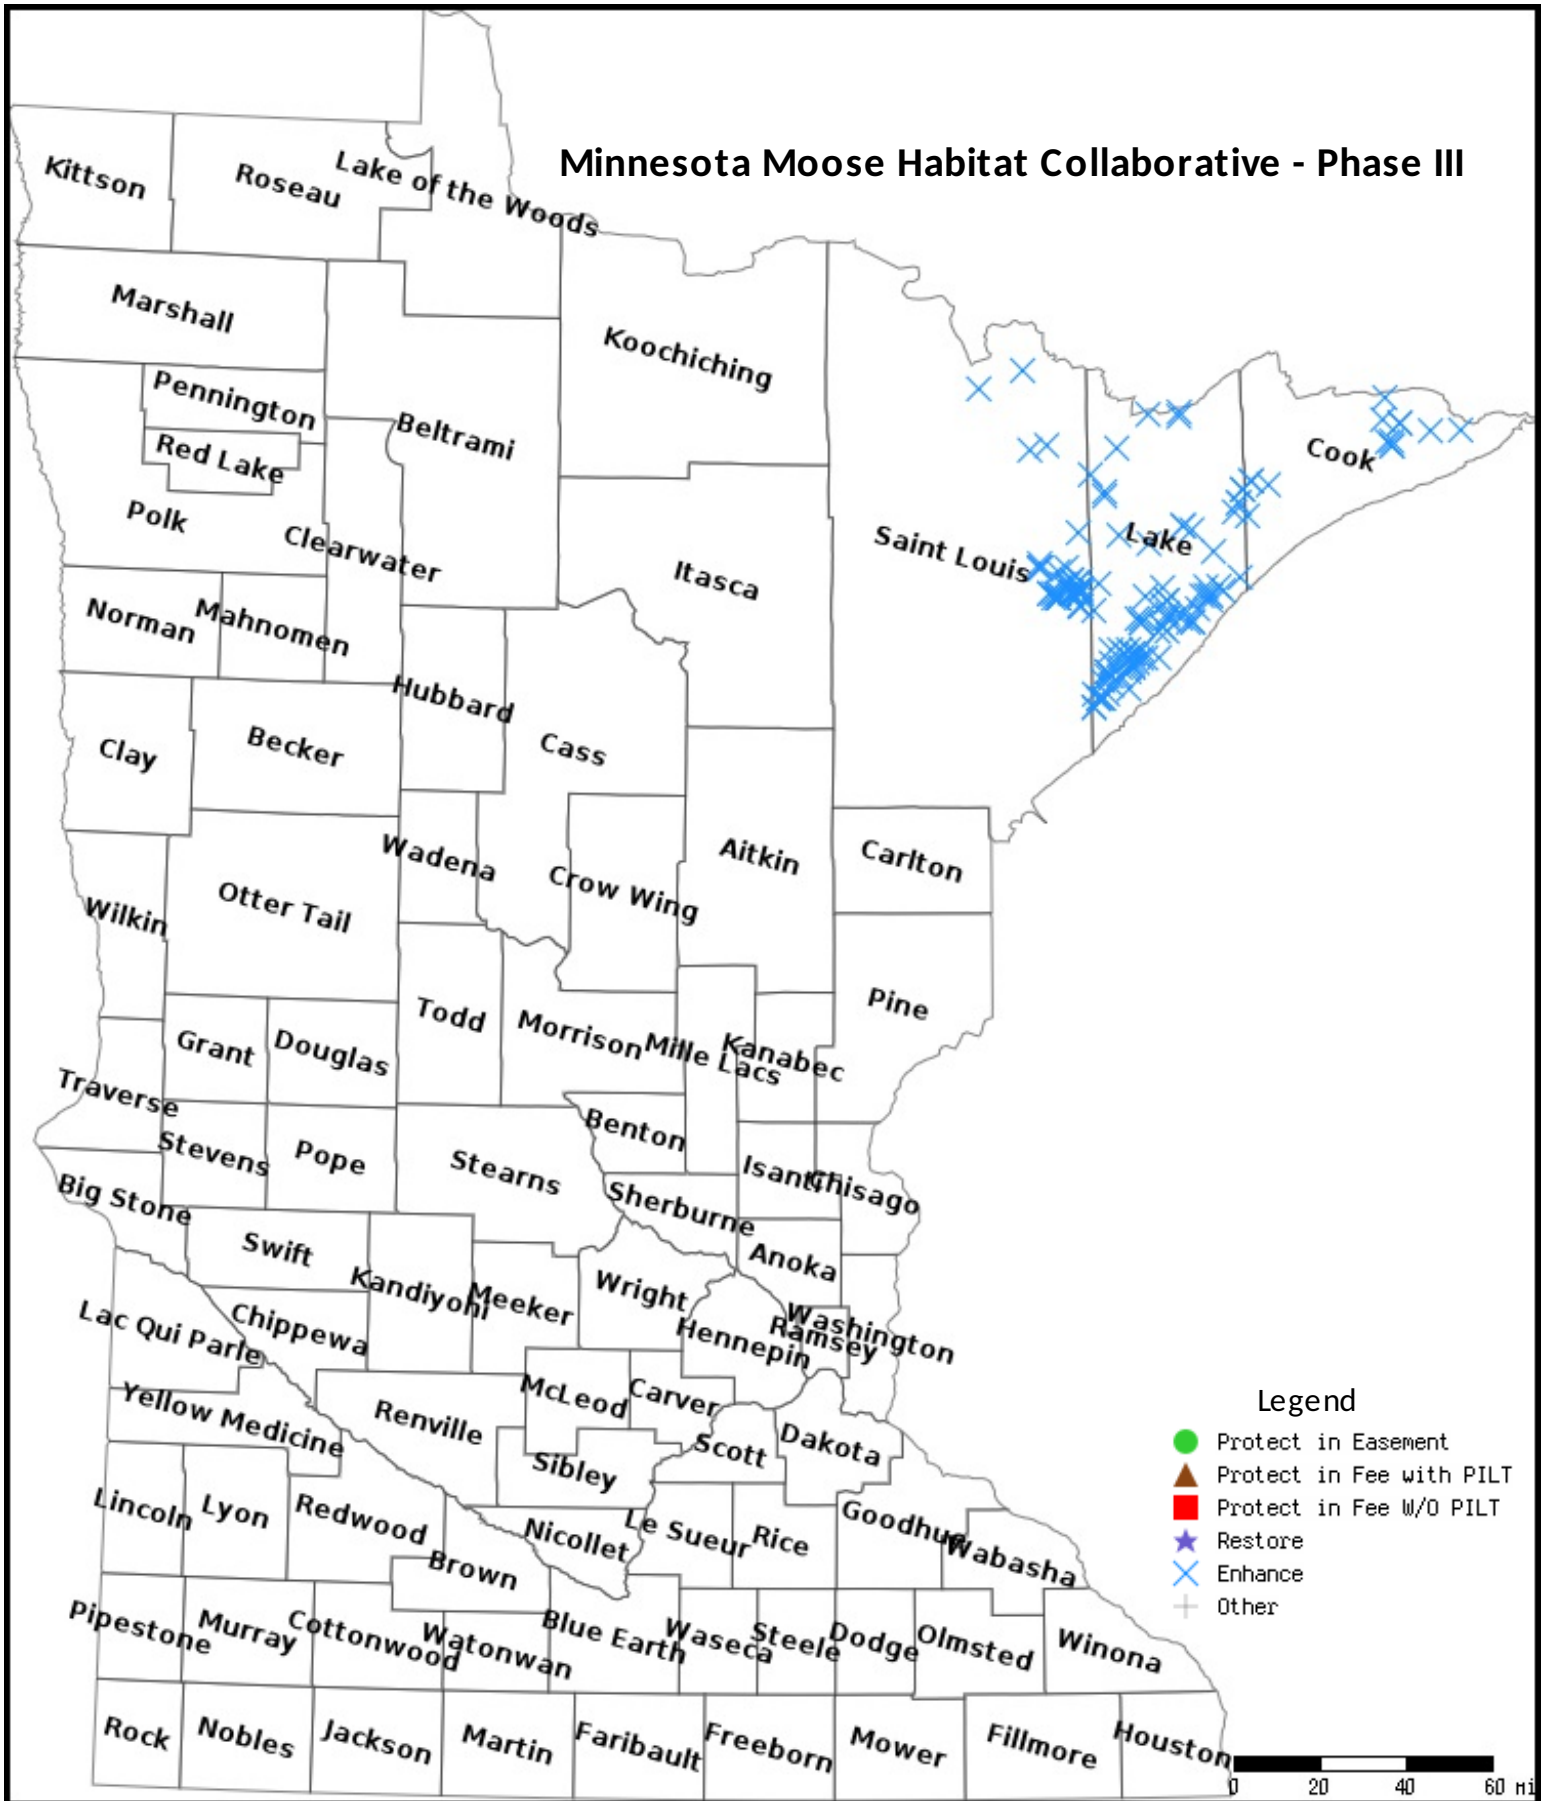 Minnesota Moose Habitat Collaborative - Phase III
Kittson
Roseau
Lake of the Woods
Marshall
Koochiching
Pennington
Beltrami
Red Lake
Cook
Polk
Clearwater
Saint Louis
Lake
Itasca
Norman
Mahnomen
Hubbard
Clay
Becker
Cass
Wadena
Aitkin
Carlton
Otter Tail
Crow Wing
Wilkin
Pine
Todd
Morrison
Mille Lacs
Kanabec
Grant
Douglas
Traverse
Benton
Stevens
Pope
Stearns
Isanti
Chisago
Big Stone
Sherburne
Swift
Anoka
Kandiyohi
Meeker
Wright
Lac Qui Parle
Chippewa
Hennepin
Ramsey
Washington
McLeod
Carver
Yellow Medicine
Renville
Scott
Dakota
Sibley
Lincoln
Lyon
Redwood
Nicollet
Le Sueur
Rice
Goodhue
Wabasha
Brown
Pipestone
Murray
Cottonwood
Watonwan
Blue Earth
Waseca
Steele
Dodge
Olmsted
Winona
Rock
Nobles
Jackson
Martin
Faribault
Freeborn
Mower
Fillmore
Houston
Legend
Protect in Easement
Protect in Fee with PILT
Protect in Fee W/O PILT
Restore
Enhance
Other
0 20 40 60 mi